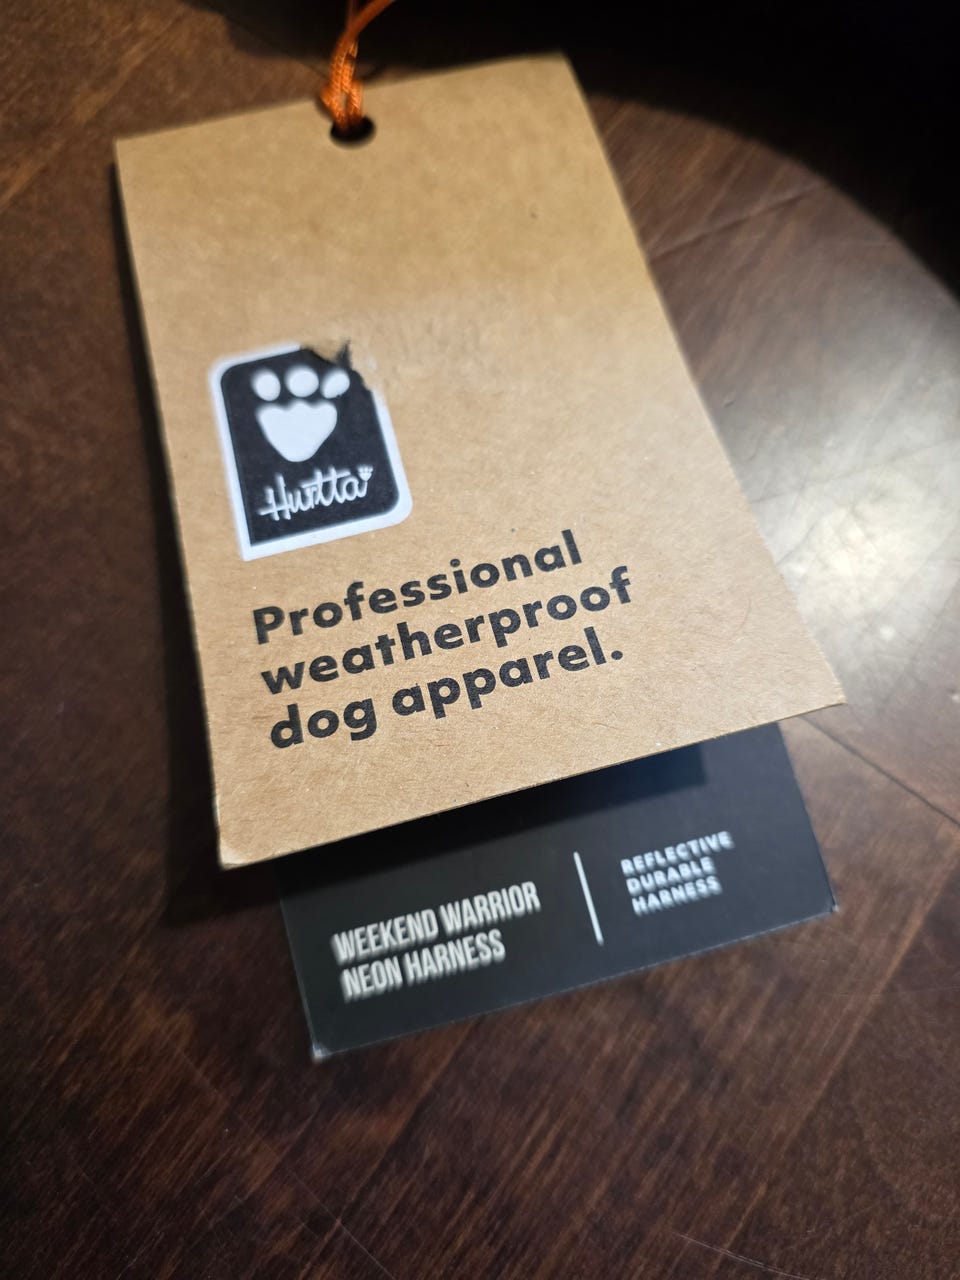 Hurtta
Professional
weatherproof
dog apparel.
WEEKEND WARRIOR
NEON HARNESS
REFLECTIVE
DURABLE
HARNESS